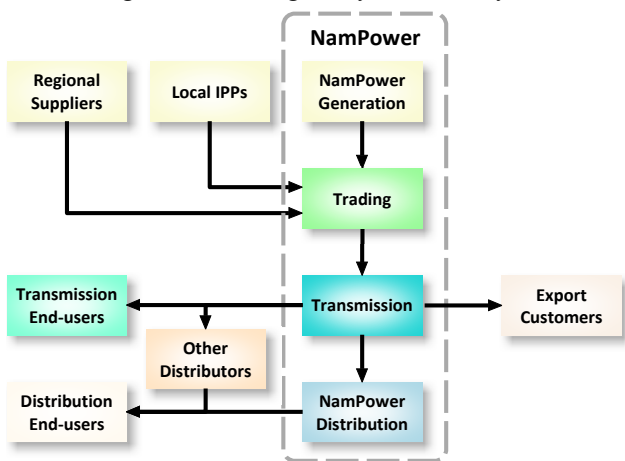 NamPower
Regional
Suppliers
Local IPPs
NamPower
Generation
Trading
Transmission
End-users
Transmission
Export
Customers
Other
Distributors
Distribution
End-users
NamPower
Distribution